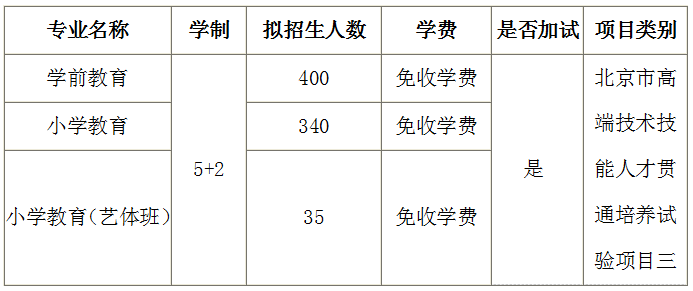 专业名称 学制 拟招生人数 学费 是否加试 项目类别
学前教育 400 免收学费 北京市高
小学教育 340 免收学费 端技术技
5+2 是 能人才贯
小学教育（艺体班） 35 免收学费 通培养试
验项目三